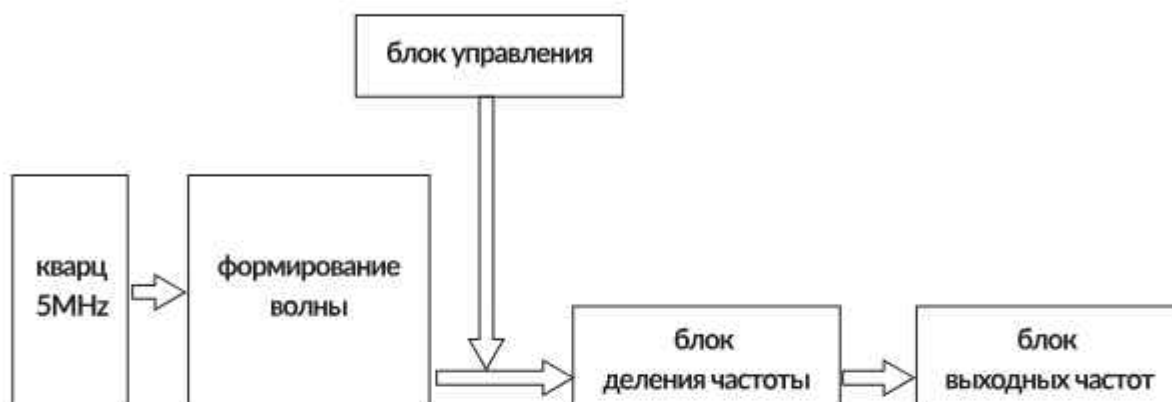 блок управления
кварц
5MHz
формирование
волны
блок
деления частоты
блок
выходных частот